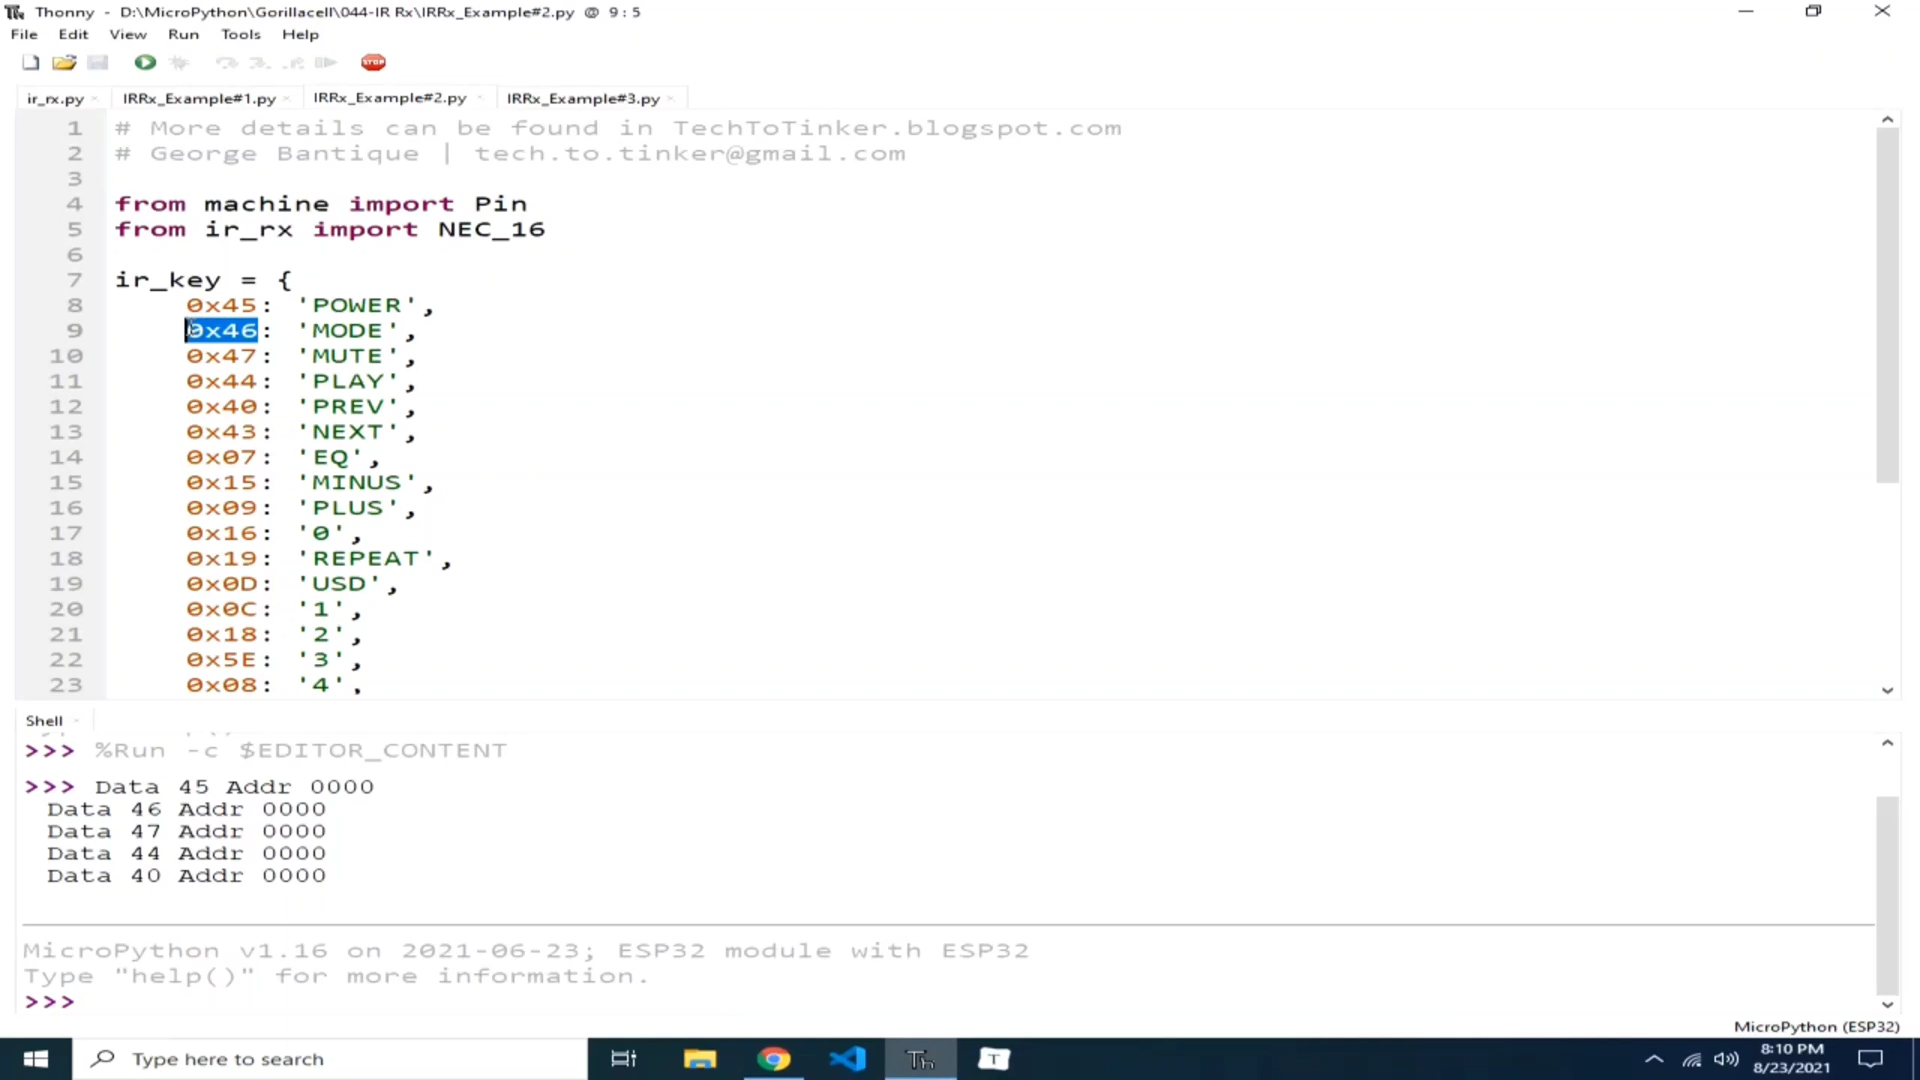 Thonny - D:\MicroPython\Gorillacell\044-IR Rx\IRRx_Example#2.py @ 9 : 5
File Edit View Run Tools Help
STOP
ir_rx.py × IRRx_Example#1.py × IRRx_Example#2.py × IRRx_Example#3.py ×
1 # More details can be found in TechToTinker.blogspot.com
2 # George Bantique | tech.to.tinker@gmail.com
3
4 from machine import Pin
5 from ir_rx import NEC_16
6
7 ir_key = {
8 0x45: 'POWER',
9 0x46: 'MODE',
10 0x47: 'MUTE',
11 0x44: 'PLAY',
12 0x40: 'PREV',
13 0x43: 'NEXT',
14 0x07: 'EQ',
15 0x15: 'MINUS',
16 0x09: 'PLUS',
17 0x16: '0',
18 0x19: 'REPEAT',
19 0x0D: 'USD',
20 0x0C: '1',
21 0x18: '2',
22 0x5E: '3',
23 0x08: '4',
Shell ×
>>> %Run -c $EDITOR_CONTENT
>>> Data 45 Addr 0000
Data 46 Addr 0000
Data 47 Addr 0000
Data 44 Addr 0000
Data 40 Addr 0000
MicroPython v1.16 on 2021-06-23; ESP32 module with ESP32
Type "help()" for more information.
>>>
MicroPython (ESP32)
Type here to search
Th
T
8:10 PM
8/23/2021